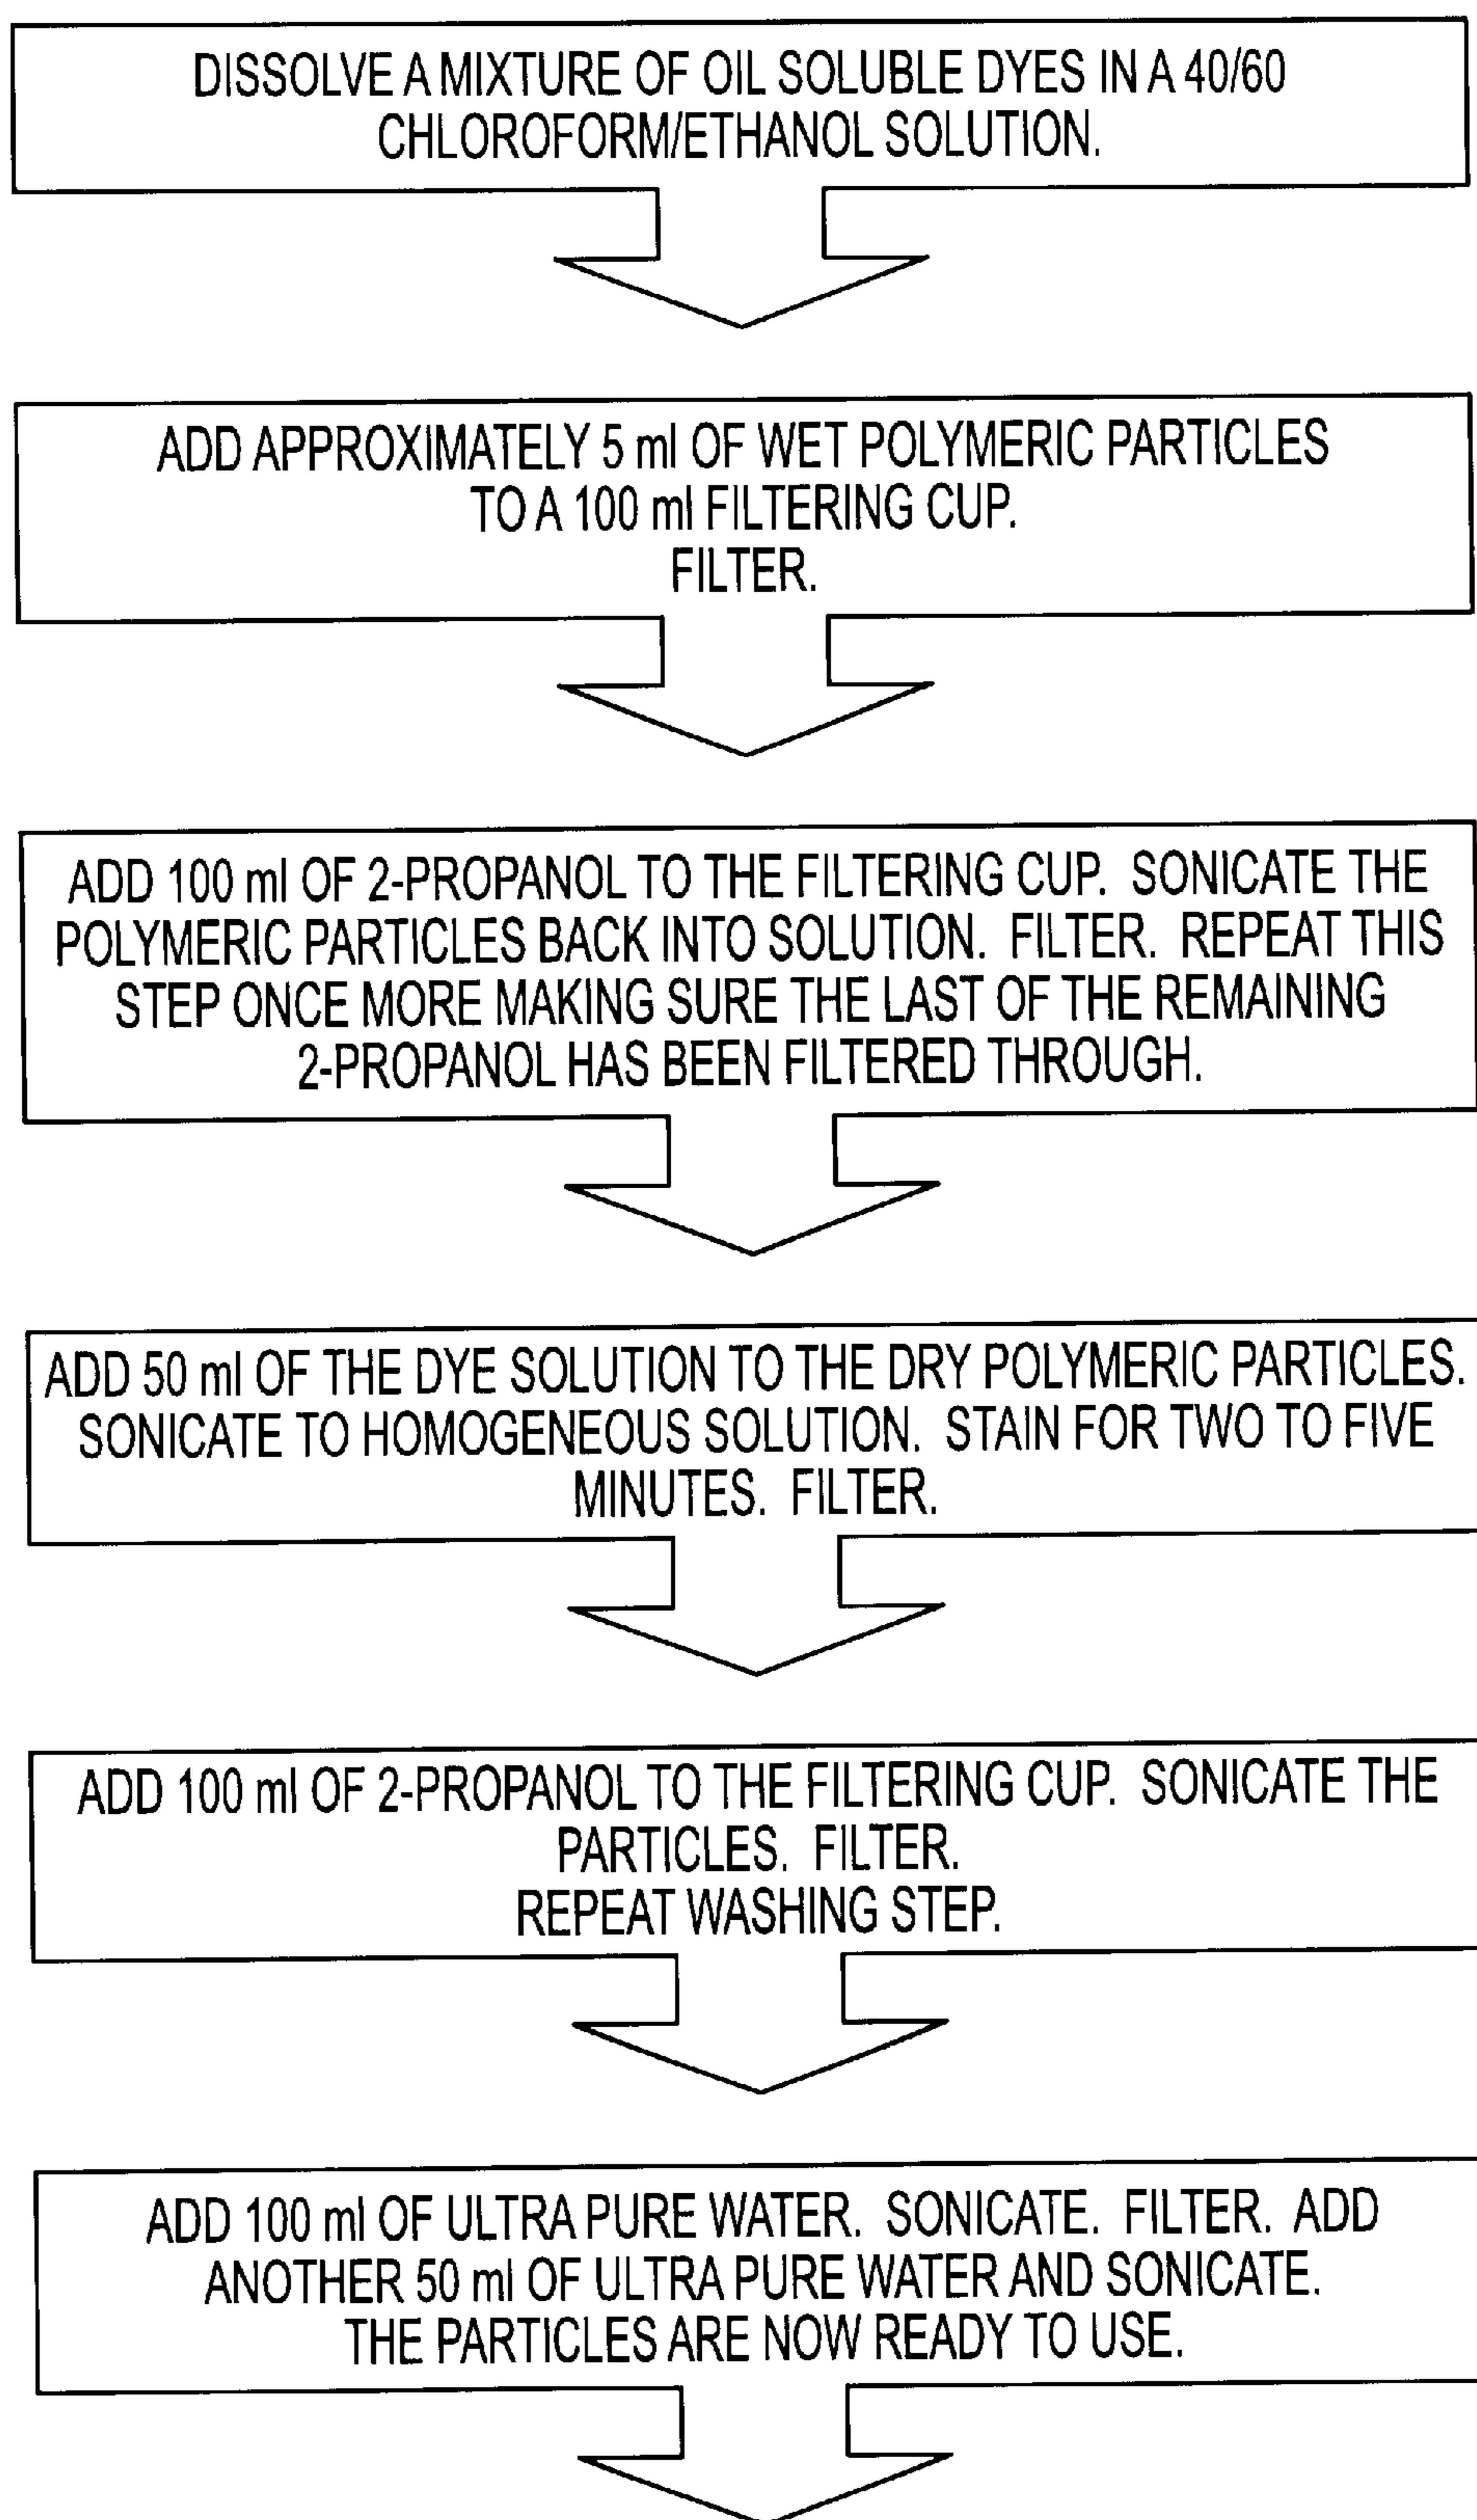 DISSOLVE A MIXTURE OF OIL SOLUBLE DYES IN A 40/60
CHLOROFORM/ETHANOL SOLUTION.
ADD APPROXIMATELY 5 ml OF WET POLYMERIC PARTICLES
TO A 100 ml FILTERING CUP.
FILTER.
ADD 100 ml OF 2-PROPANOL TO THE FILTERING CUP. SONICATE THE
POLYMERIC PARTICLES BACK INTO SOLUTION. FILTER. REPEAT THIS
STEP ONCE MORE MAKING SURE THE LAST OF THE REMAINING
2-PROPANOL HAS BEEN FILTERED THROUGH.
ADD 50 ml OF THE DYE SOLUTION TO THE DRY POLYMERIC PARTICLES.
SONICATE TO HOMOGENEOUS SOLUTION. STAIN FOR TWO TO FIVE
MINUTES. FILTER.
ADD 100 ml OF 2-PROPANOL TO THE FILTERING CUP. SONICATE THE
PARTICLES. FILTER.
REPEAT WASHING STEP.
ADD 100 ml OF ULTRA PURE WATER. SONICATE. FILTER. ADD
ANOTHER 50 ml OF ULTRA PURE WATER AND SONICATE.
THE PARTICLES ARE NOW READY TO USE.